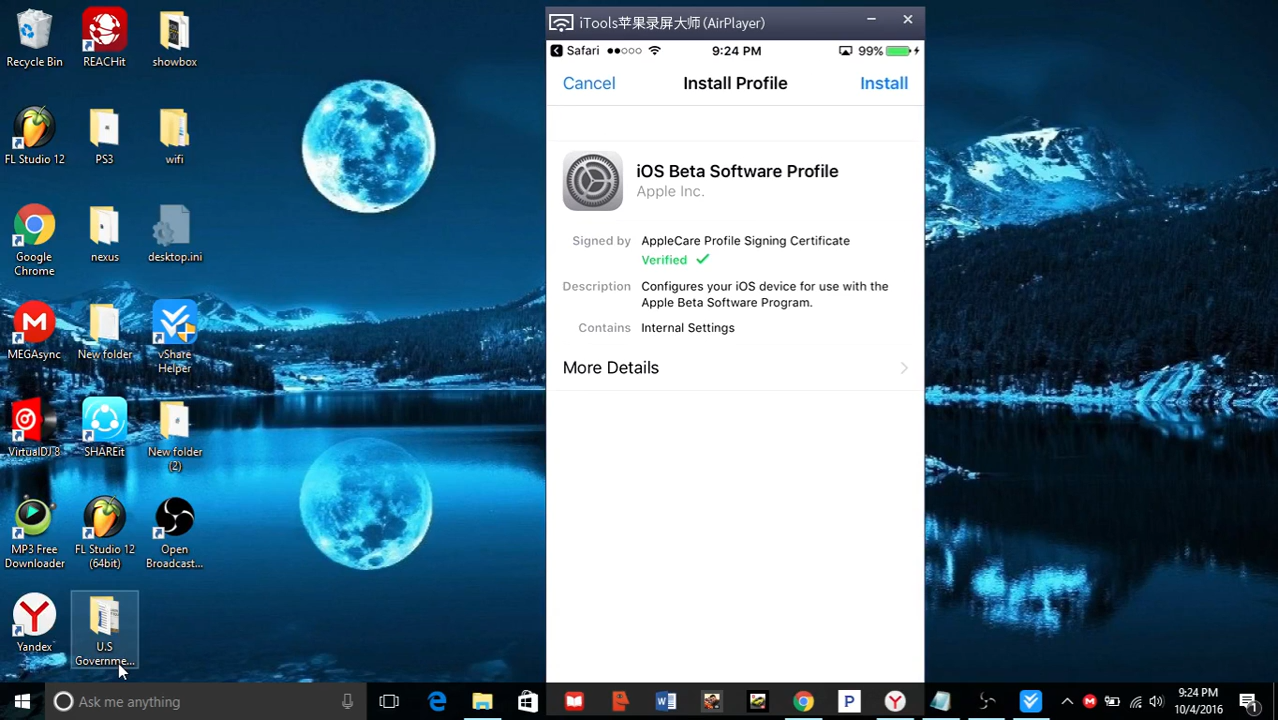 Recycle Bin
REACHit
showbox
FL Studio 12
PS3
wifi
Google
Chrome
nexus
desktop.ini
MEGAsync
New folder
vShare
Helper
VirtualDJ 8
SHAREit
New folder
(2)
MP3 Free
Downloader
FL Studio 12
(64bit)
Open
Broadcast...
Yandex
U.S
Governme...
iTools苹果录屏大师(AirPlayer)
Safari
9:24 PM
99%
Cancel
Install Profile
Install
iOS Beta Software Profile
Apple Inc.
Signed by AppleCare Profile Signing Certificate
Verified
Description Configures your iOS device for use with the
Apple Beta Software Program.
Contains Internal Settings
More Details
Ask me anything
9:24 PM
10/4/2016
1